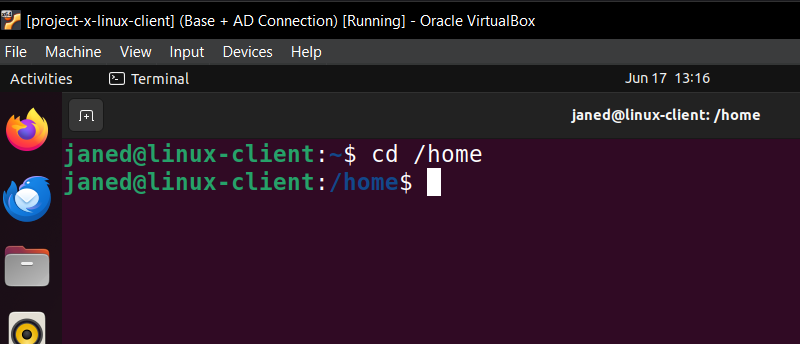 [project-x-linux-client] (Base + AD Connection) [Running] - Oracle VirtualBox
File Machine View Input Devices Help
Activities Terminal Jun 17 13:16
janed@linux-client: /home
janed@linux-client:~$ cd /home
janed@linux-client:/home$